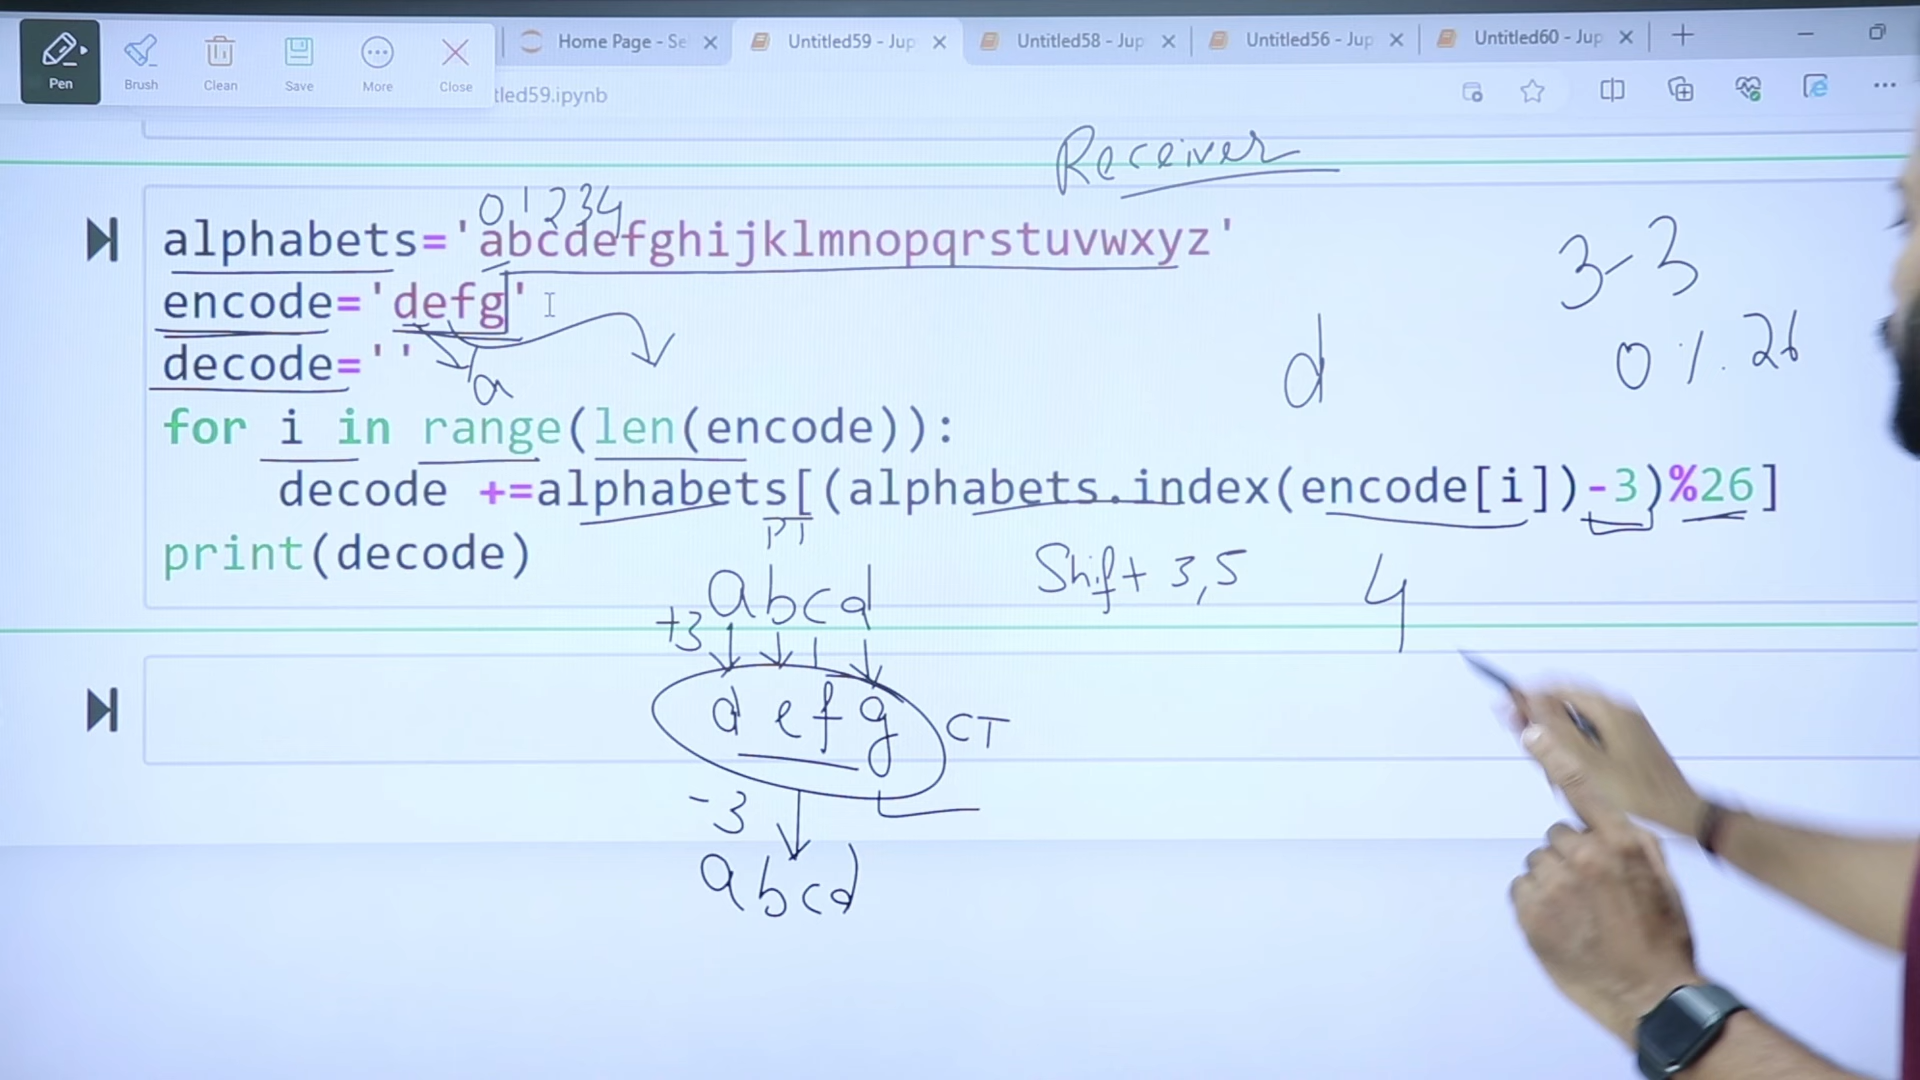 Home Page - Se
Untitled59 - Jup
Untitled58 - Jup
Untitled56 - Jup
Untitled60 - Jup
Pen
Brush
Clean
Save
More
Close
tled59.ipynb
Receiver
0 1 2 3 4
alphabets='abcdefghijklmnopqrstuvwxyz'
3-3
encode='defg'
0 % 26
decode=''
a
d
for i in range(len(encode)):
decode +=alphabets[(alphabets.index(encode[i])-3)%26]
PT
print(decode)
Shift 3,5
4
abcd
+3
defg
CT
-3
abcd